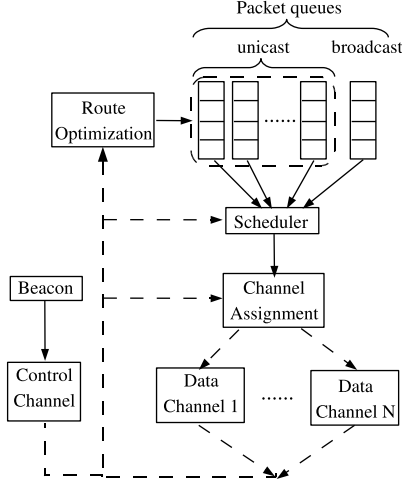 Packet queues
unicast
broadcast
Route
Optimization
......
Scheduler
Beacon
Channel
Assignment
Control
Channel
Data
Channel 1
......
Data
Channel N